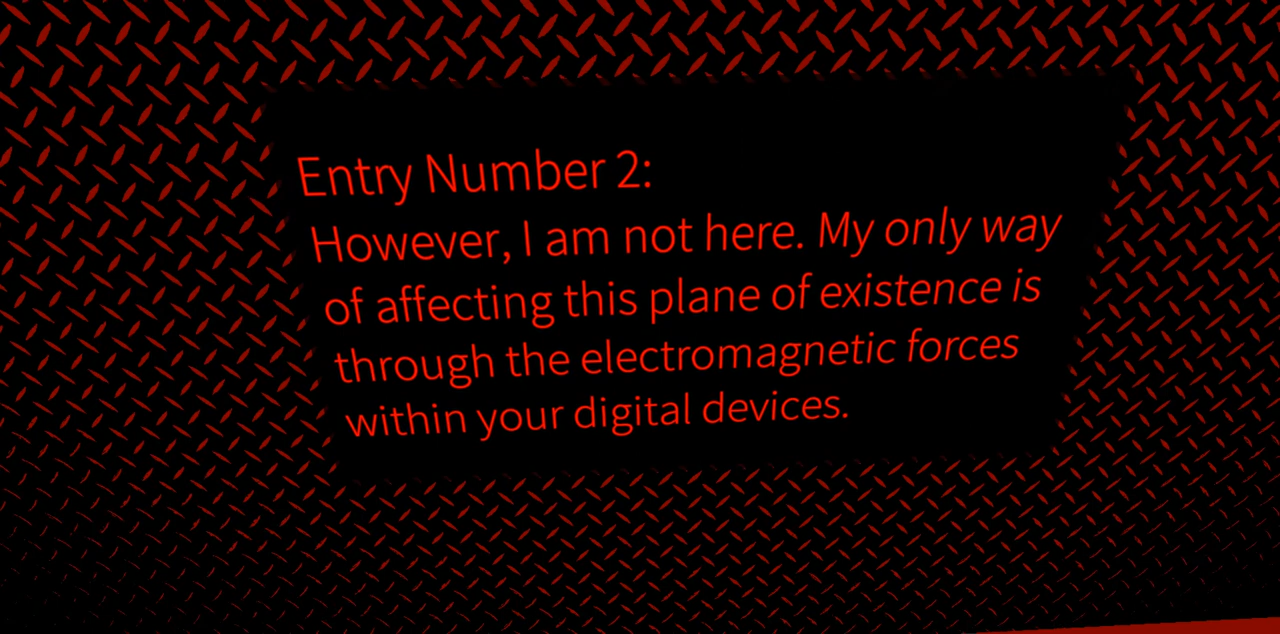 Entry Number 2:
However, I am not here. My only way
of affecting this plane of existence is
through the electromagnetic forces
within your digital devices.